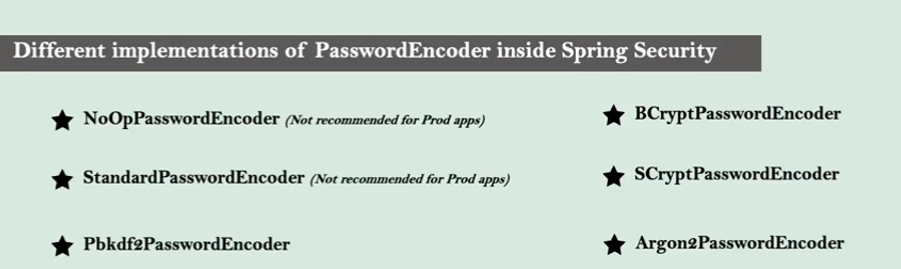 Different implementations of PasswordEncoder inside Spring Security
NoOpPasswordEncoder (Not recommended for Prod apps)
StandardPasswordEncoder (Not recommended for Prod apps)
Pbkdf2PasswordEncoder
BCryptPasswordEncoder
SCryptPasswordEncoder
Argon2PasswordEncoder